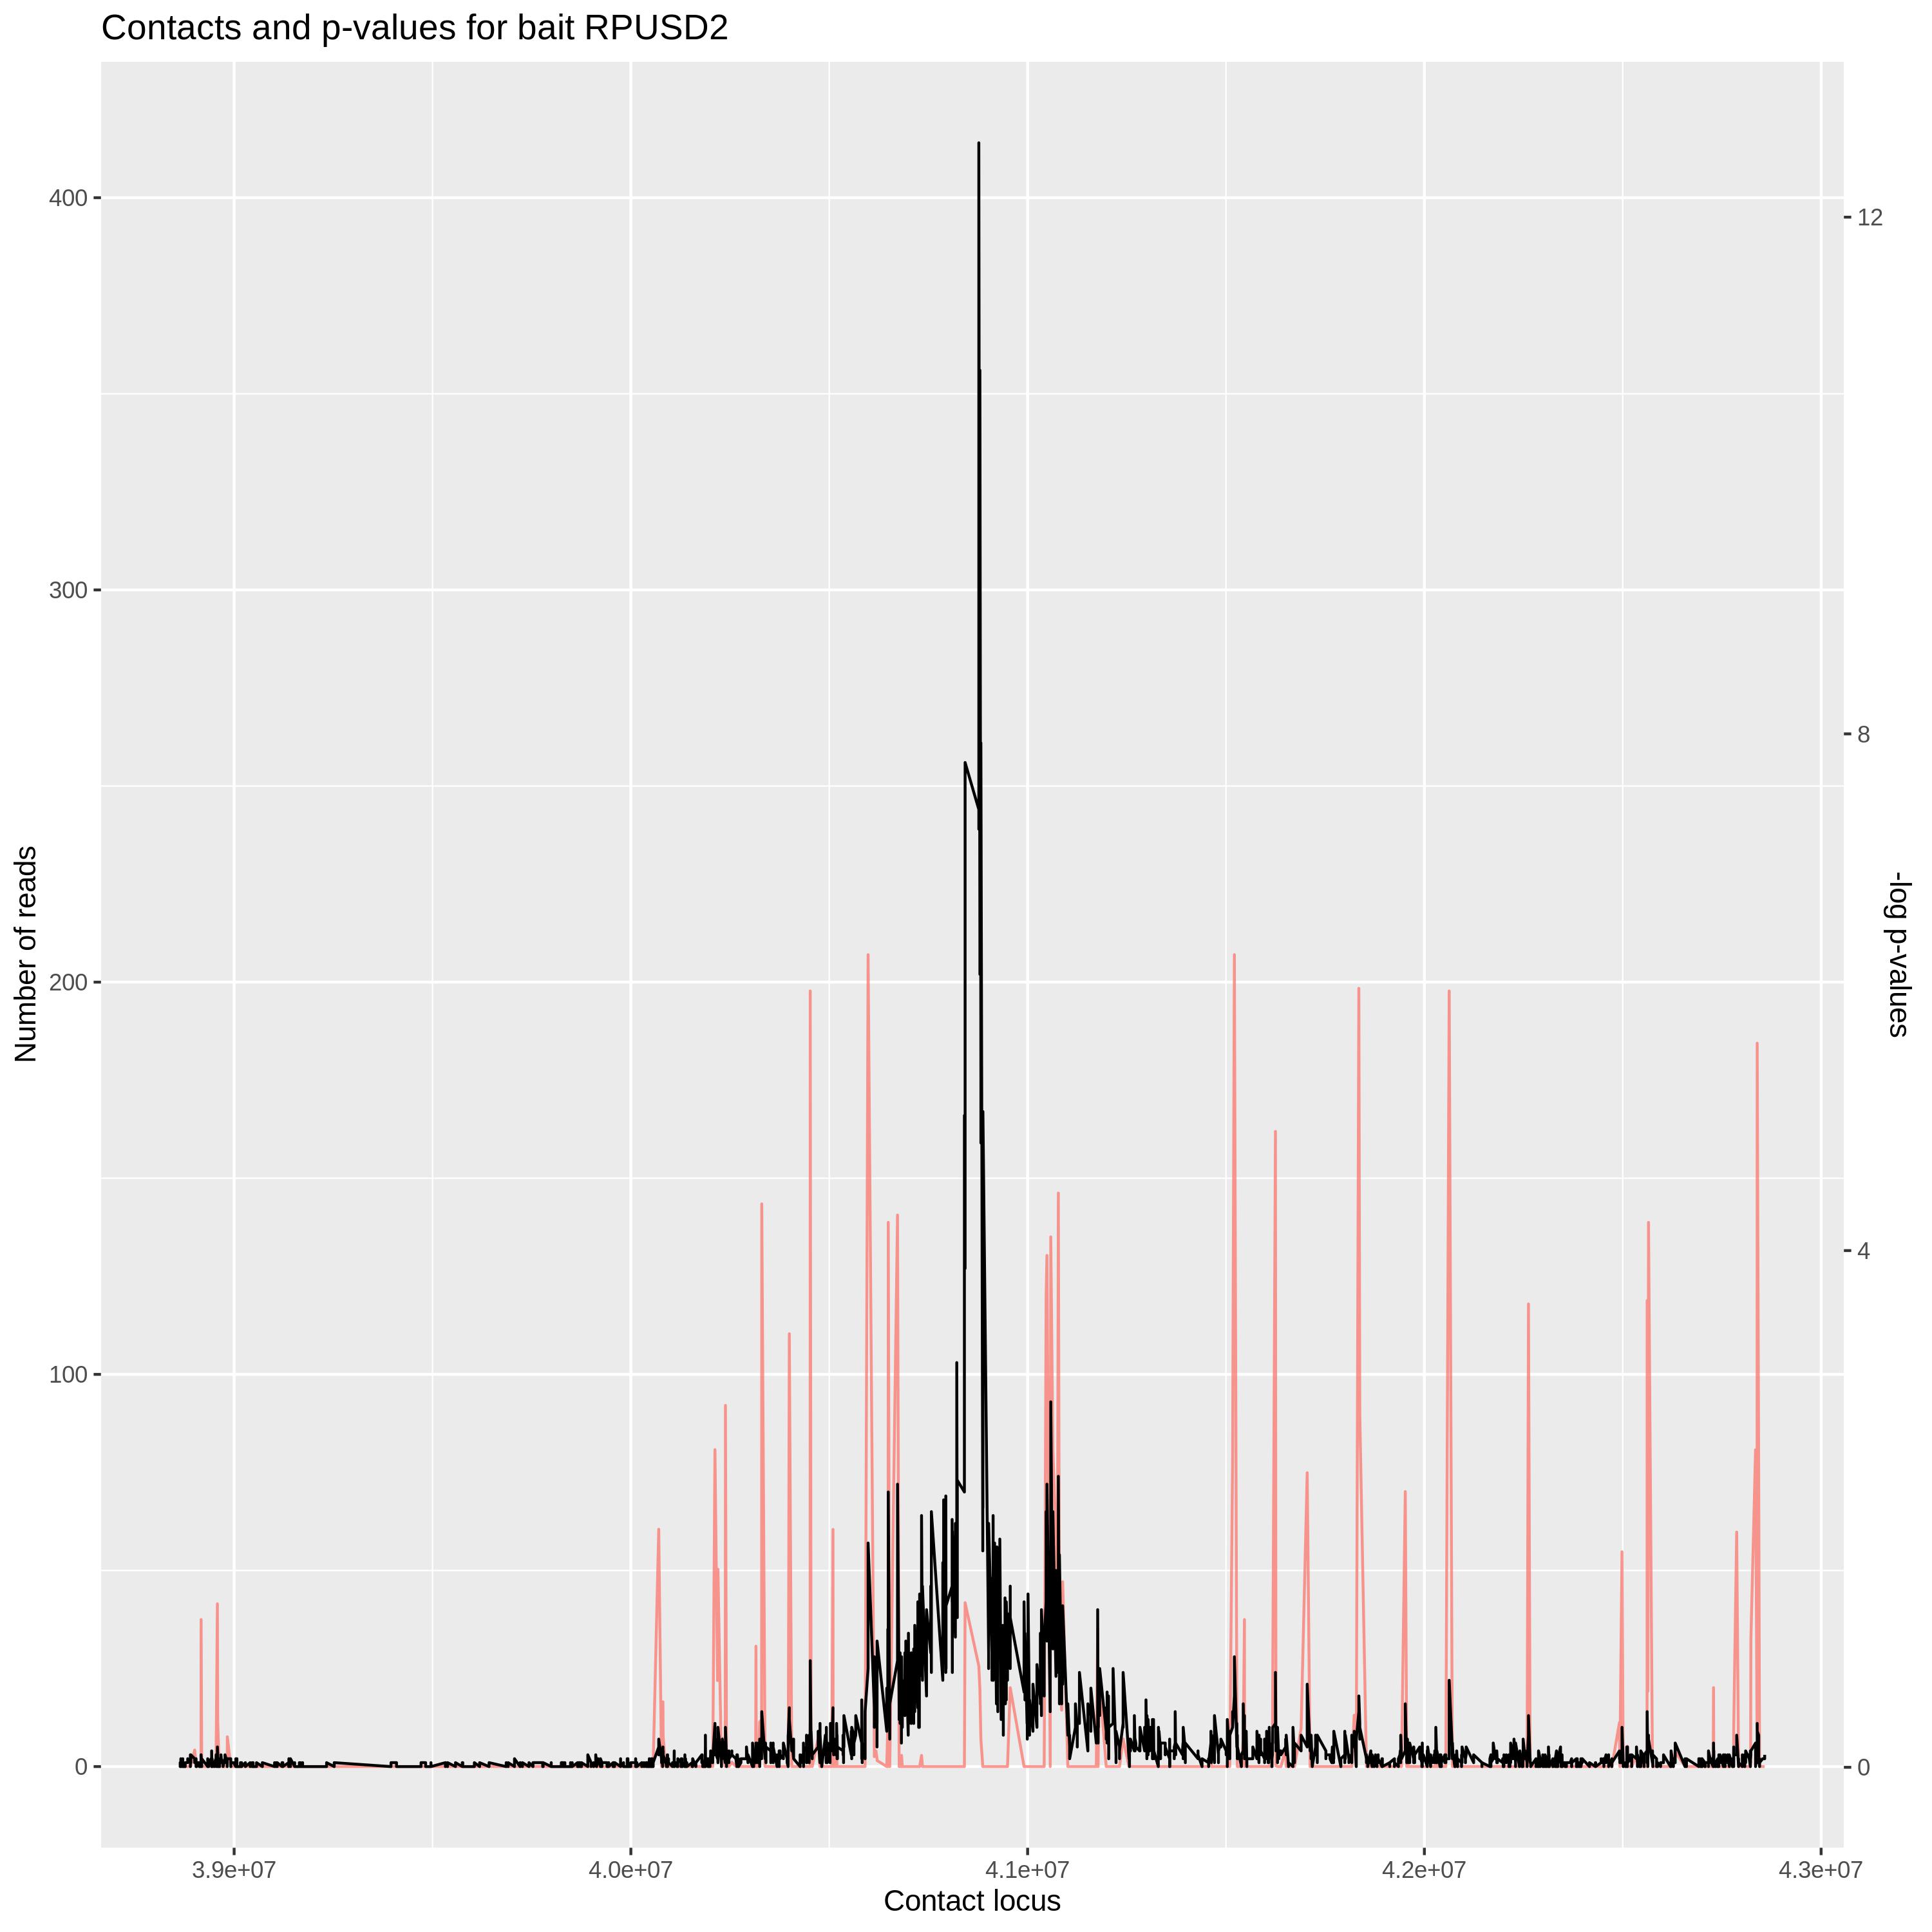 Contacts and p-values for bait RPUSD2
400
300
200
100
0
Number of reads
12
8
4
0
-log p-values
3.9e+07 4.0e+07 4.1e+07 4.2e+07 4.3e+07
Contact locus